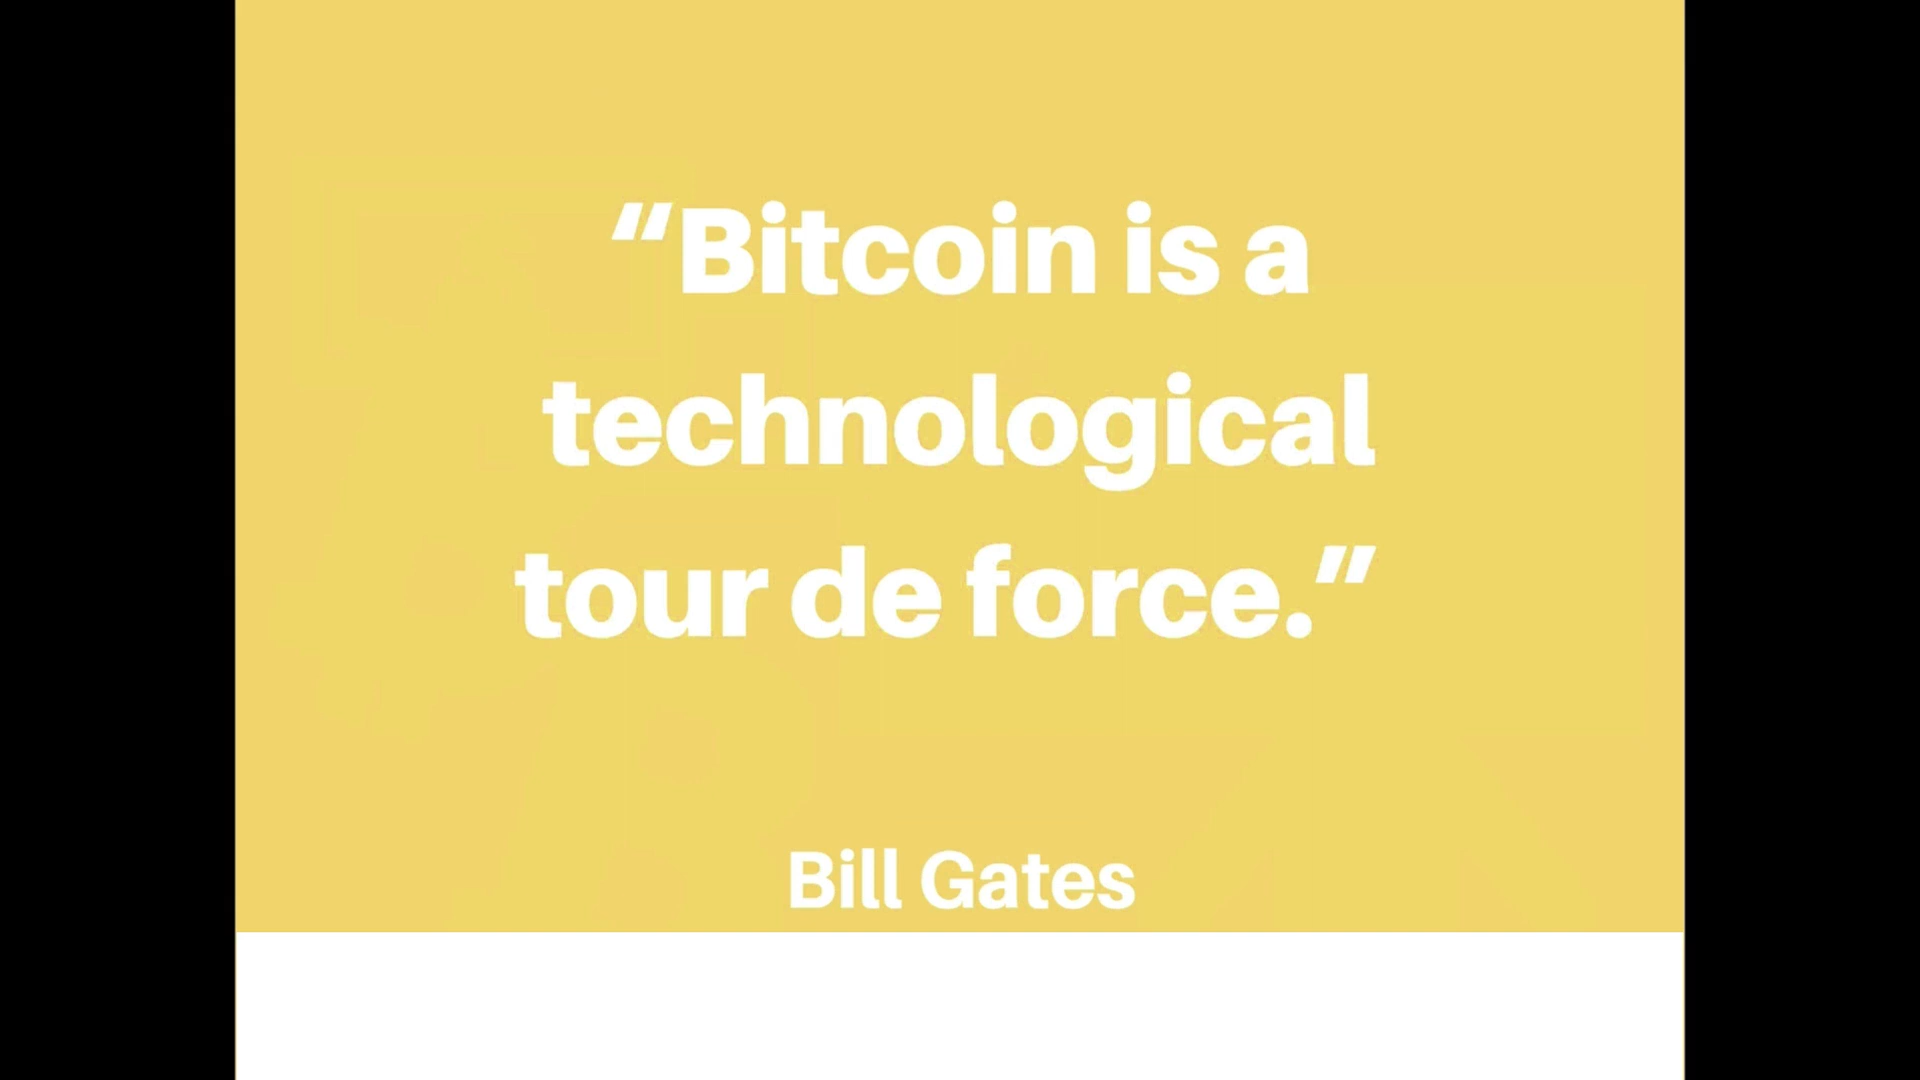 “Bitcoin is a
technological
tour de force.”
Bill Gates